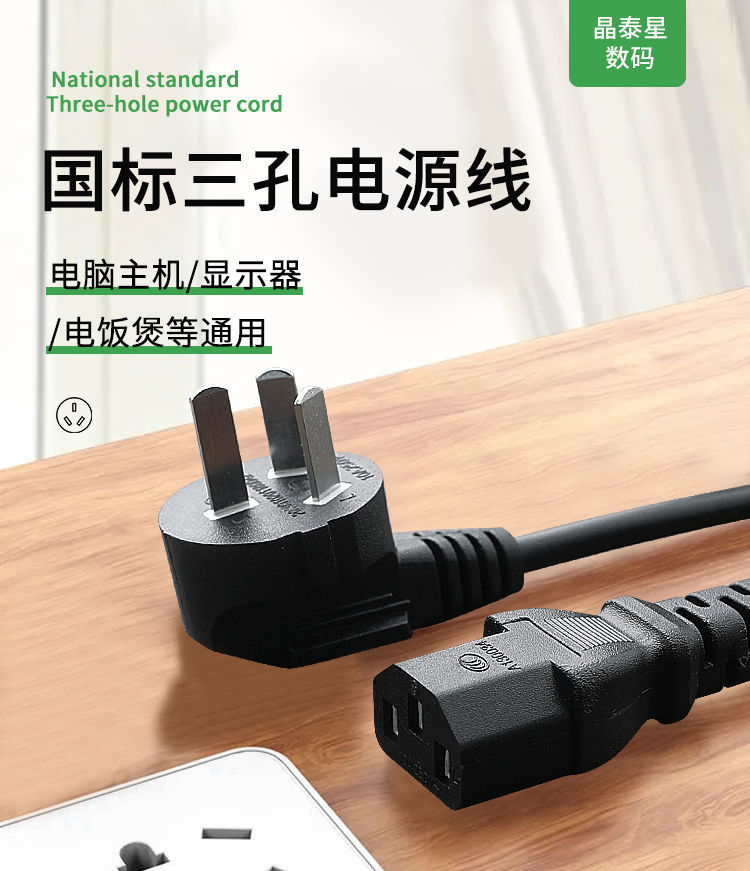 晶泰星
数码
National standard
Three-hole power cord
国标三孔电源线
电脑主机/显示器
/电饭煲等通用